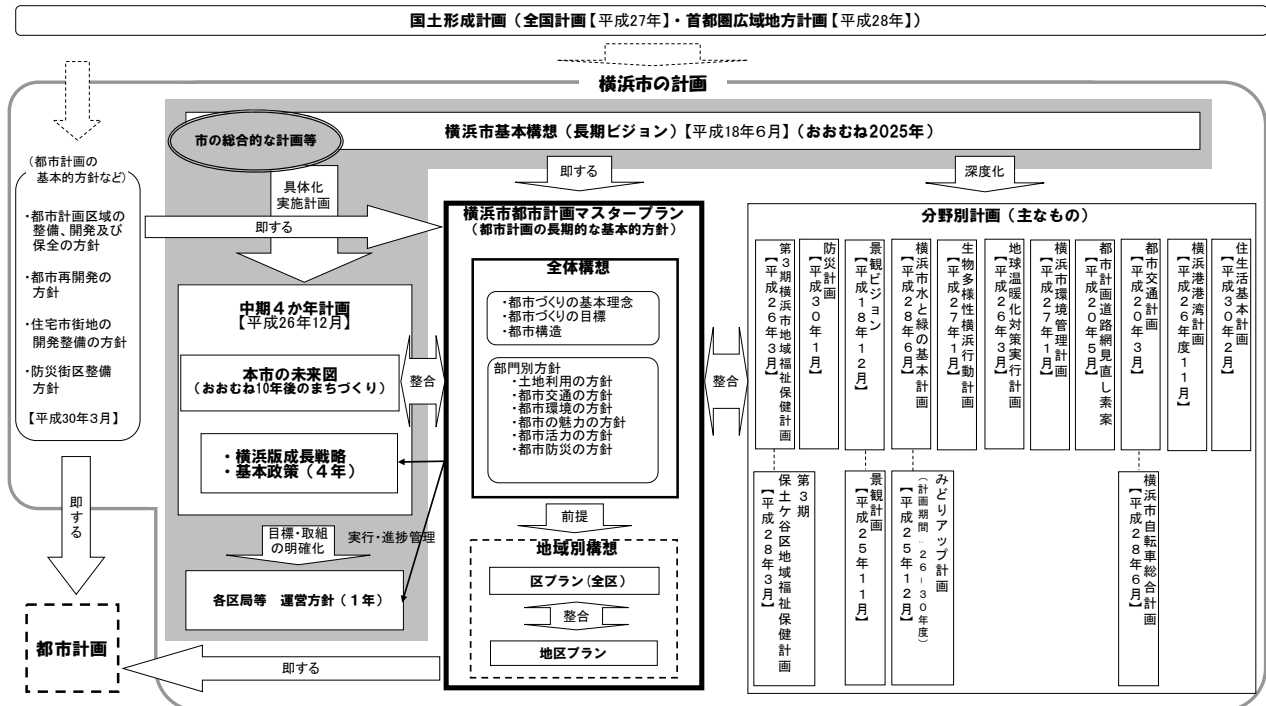 国土形成計画（全国計画【平成27年】・首都圏広域地方計画【平成28年】）
横浜市の計画
市の総合的な計画等
横浜市基本構想（長期ビジョン）【平成18年６月】（おおむね2025年）
（都市計画の
基本的方針など）
・都市計画区域の
整備、開発及び
保全の方針
・都市再開発の
方針
・住宅市街地の
開発整備の方針
・防災街区整備
方針
【平成30年３月】
即する
都市計画
具体化
実施計画
即する
即する
深度化
中期４か年計画
【平成26年12月】
本市の未来図
（おおむね10年後のまちづくり）
・横浜版成長戦略
・基本政策（４年）
目標・取組
の明確化
実行・進捗管理
各区局等　運営方針（１年）
即する
整合
横浜市都市計画マスタープラン
（都市計画の長期的な基本的方針）
全体構想
・都市づくりの基本理念
・都市づくりの目標
・都市構造
部門別方針
・土地利用の方針
・都市交通の方針
・都市環境の方針
・都市の魅力の方針
・都市活力の方針
・都市防災の方針
前提
地域別構想
区プラン（全区）
整合
地区プラン
整合
分野別計画（主なもの）
第３期横浜市地域福祉保健計画
【平成２６年３月】
防災計画
【平成３０年１月】
景観ビジョン
【平成１８年１２月】
横浜市水と緑の基本計画
【平成２８年６月】
生物多様性横浜行動計画
【平成２７年１月】
地球温暖化対策実行計画
【平成２６年３月】
横浜市環境管理計画
【平成２７年１月】
都市計画道路網見直し素案
【平成２０年５月】
都市交通計画
【平成２０年３月】
横浜港港湾計画
【平成２６年度１１月】
住生活基本計画
【平成３０年２月】
第３期
保土ケ谷区地域福祉保健計画
【平成２８年３月】
景観計画
【平成２５年１１月】
みどりアップ計画
（計画期間：２６－３０年度）
【平成２５年１２月】
横浜市自転車総合計画
【平成２８年６月】